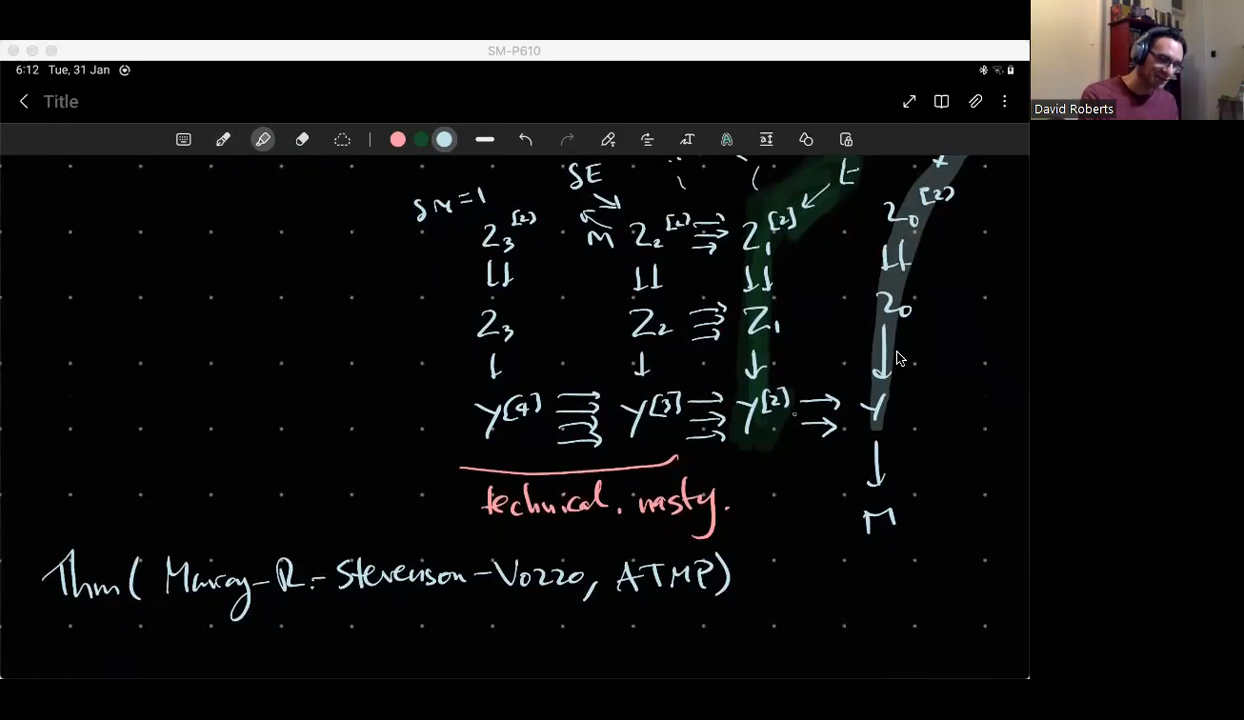 SM-P610
6:12 Tue, 31 Jan
Title
David Roberts
δE t
δM=1 Z₃^[2] M Z₂^[2] Z₁^[2] Z₀^[2]
Z₃ Z₂ Z₁ Z₀
Y^[4] Y^[3] Y^[2] Y
technical. nasty.
M
Thm( Murray-R.-Stevenson-Vozzo, ATMP)